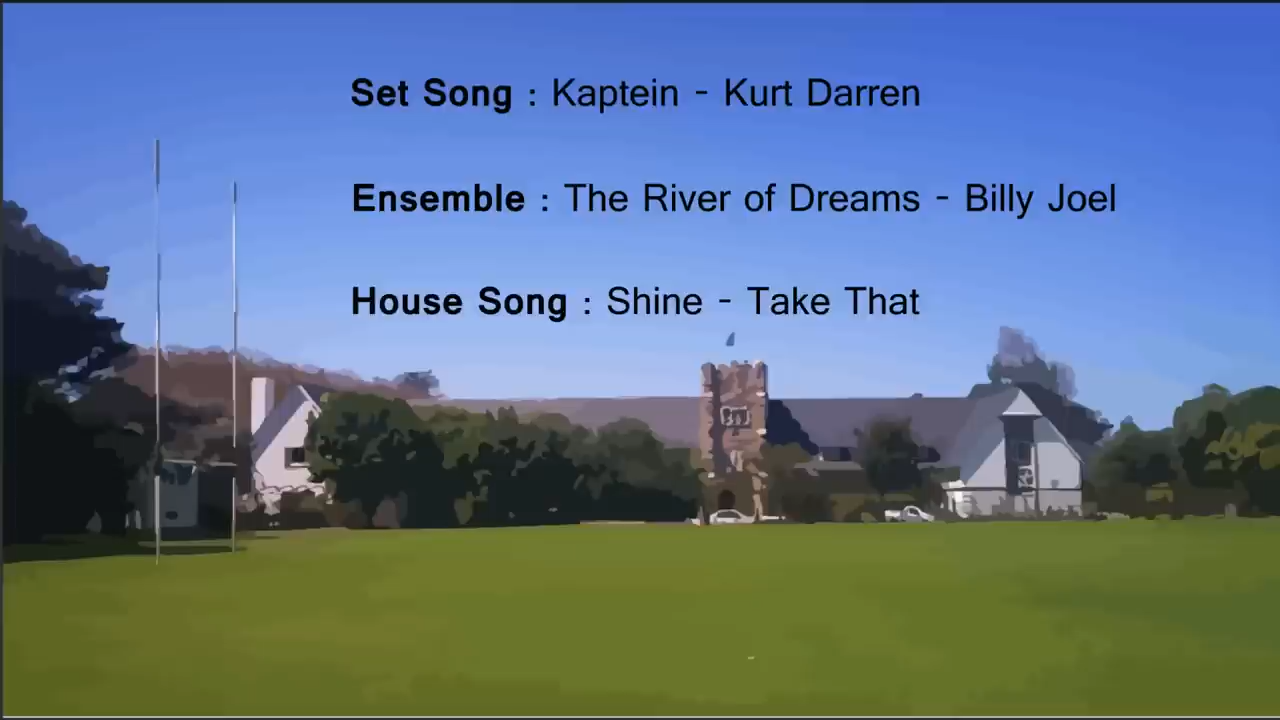 Set Song : Kaptein - Kurt Darren
Ensemble : The River of Dreams - Billy Joel
House Song : Shine - Take That